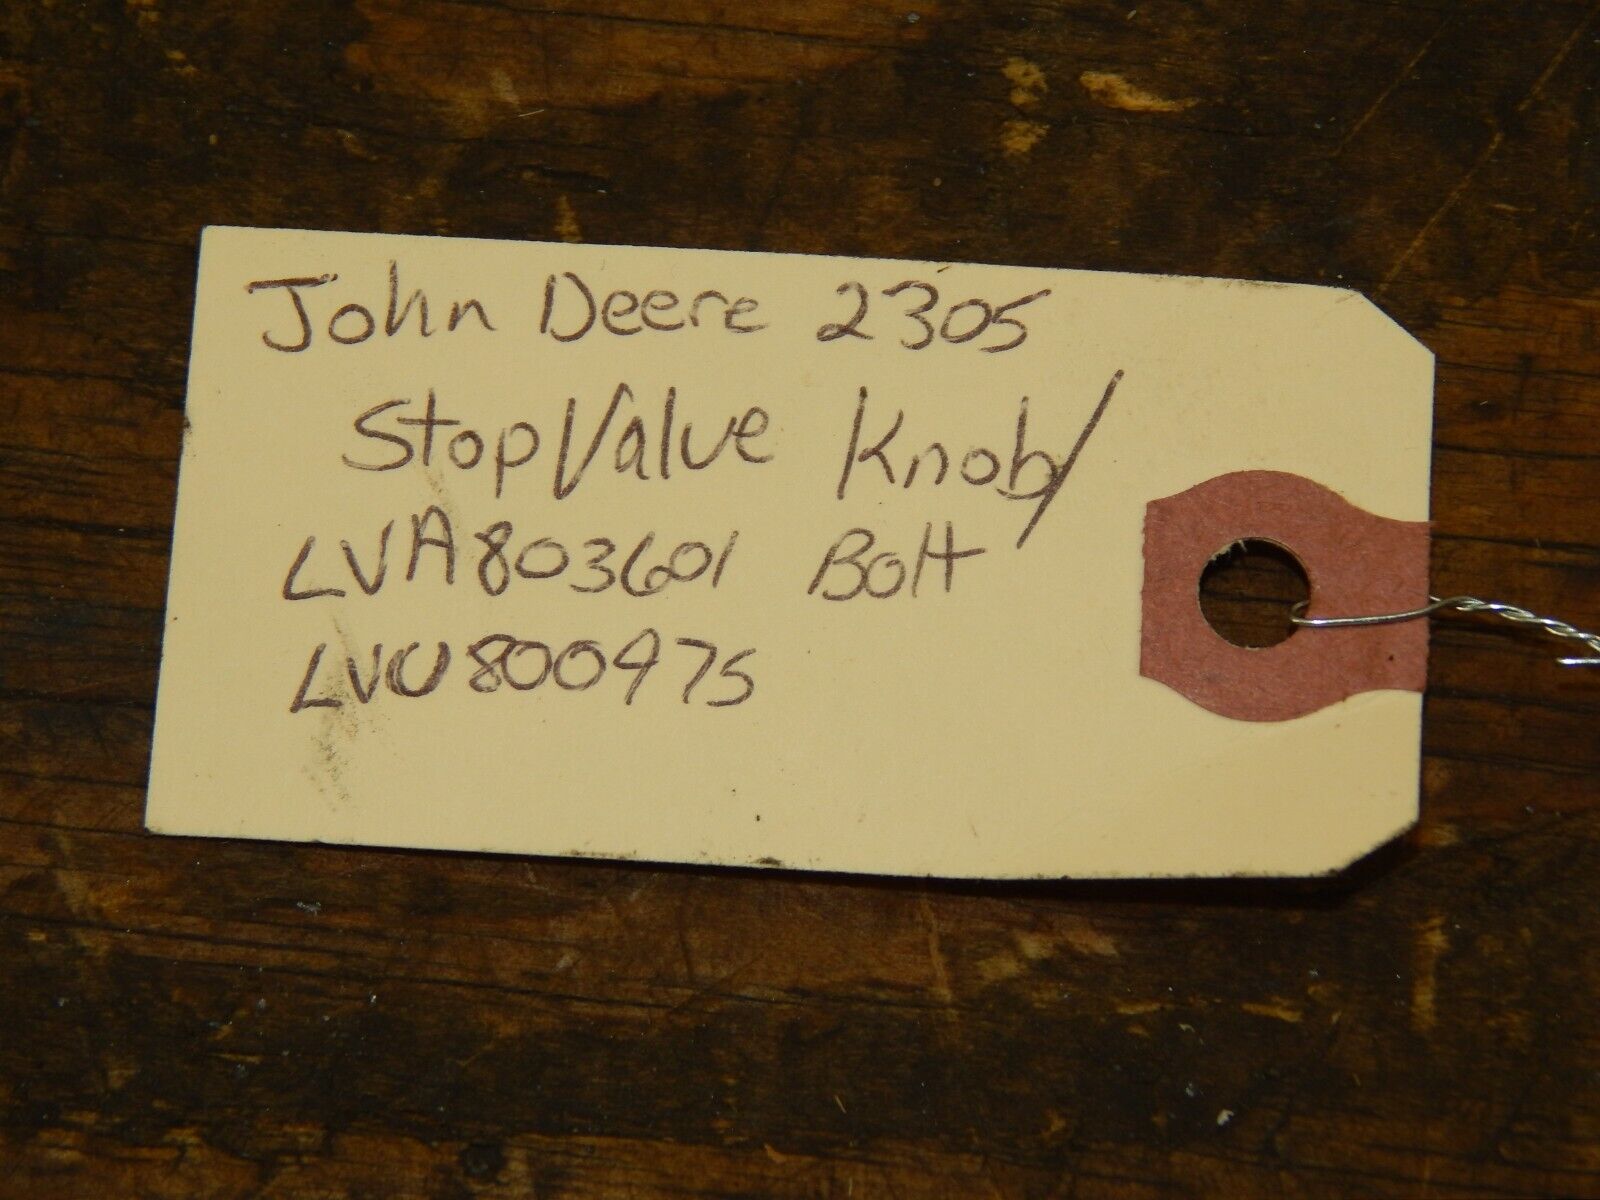 John Deere 2305
Stop Valve Knob/
LVA803601 Bolt
LVU800975